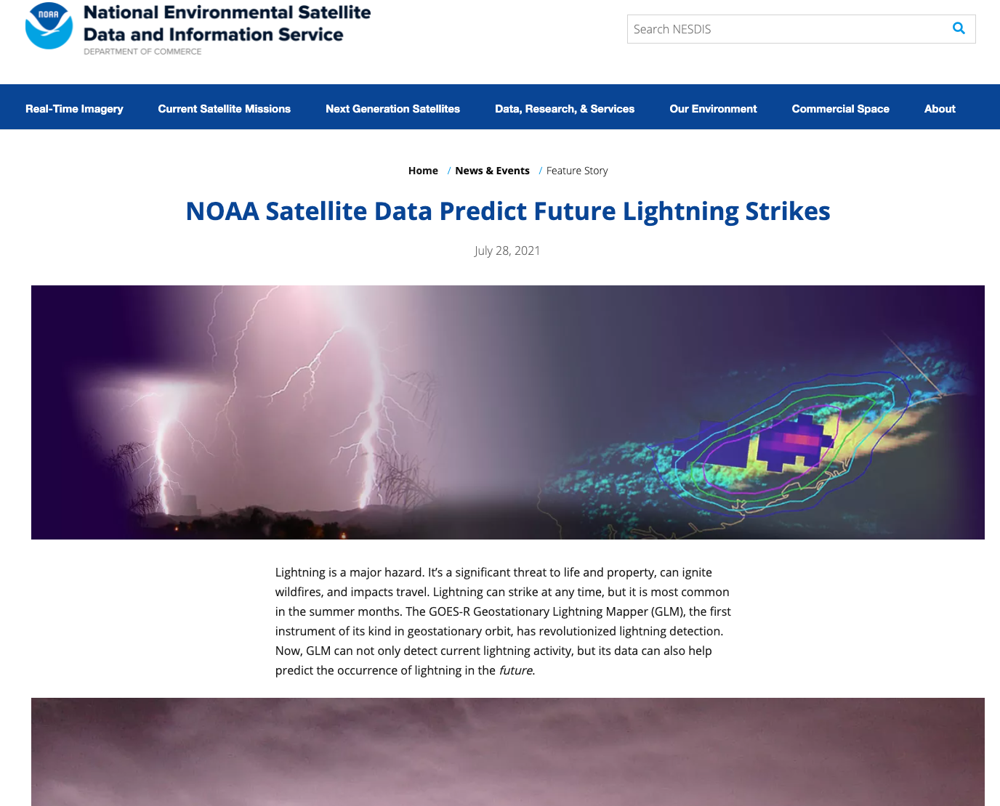 NOAA
National Environmental Satellite
Data and Information Service
DEPARTMENT OF COMMERCE
Search NESDIS
Real-Time Imagery Current Satellite Missions Next Generation Satellites Data, Research, & Services Our Environment Commercial Space About
Home / News & Events / Feature Story
NOAA Satellite Data Predict Future Lightning Strikes
July 28, 2021
Lightning is a major hazard. It’s a significant threat to life and property, can ignite
wildfires, and impacts travel. Lightning can strike at any time, but it is most common
in the summer months. The GOES-R Geostationary Lightning Mapper (GLM), the first
instrument of its kind in geostationary orbit, has revolutionized lightning detection.
Now, GLM can not only detect current lightning activity, but its data can also help
predict the occurrence of lightning in the future.